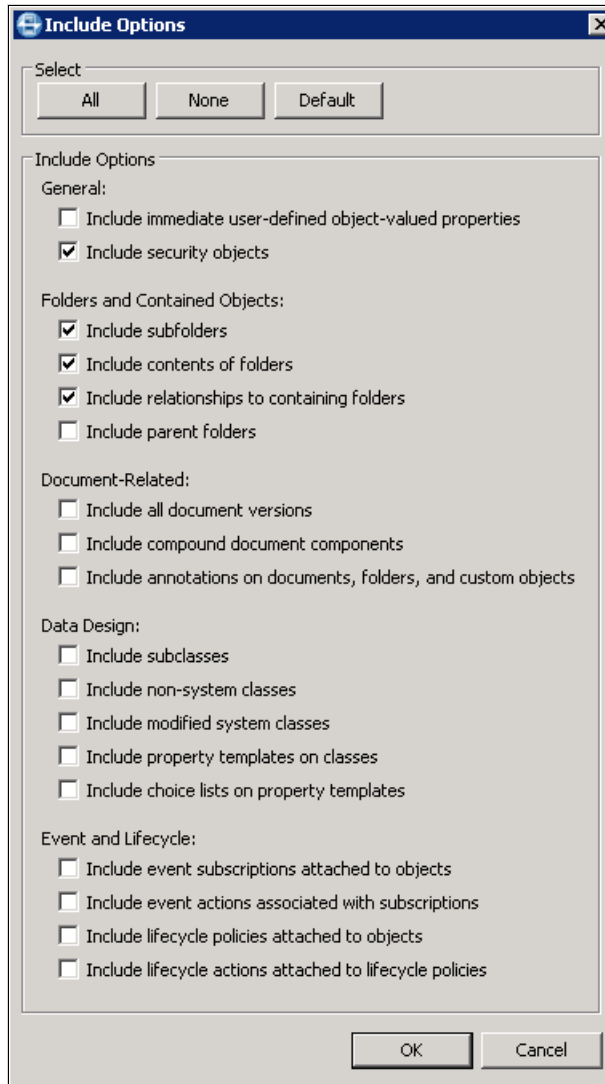 Include Options
Select
All None Default
Include Options
General:
Include immediate user-defined object-valued properties
Include security objects
Folders and Contained Objects:
Include subfolders
Include contents of folders
Include relationships to containing folders
Include parent folders
Document-Related:
Include all document versions
Include compound document components
Include annotations on documents, folders, and custom objects
Data Design:
Include subclasses
Include non-system classes
Include modified system classes
Include property templates on classes
Include choice lists on property templates
Event and Lifecycle:
Include event subscriptions attached to objects
Include event actions associated with subscriptions
Include lifecycle policies attached to objects
Include lifecycle actions attached to lifecycle policies
OK Cancel